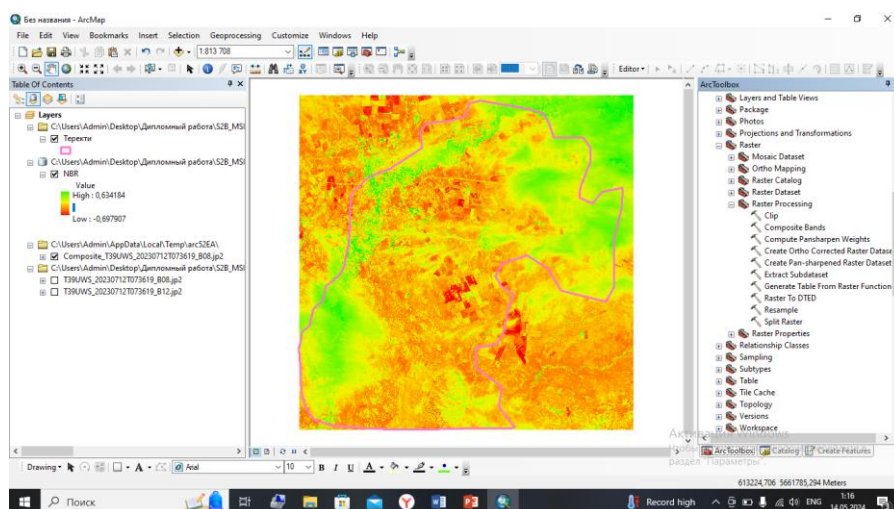 Без названия - ArcMap
File Edit View Bookmarks Insert Selection Geoprocessing Customize Windows Help
1:813 708
Editor
Table Of Contents
Layers
C:\Users\Admin\Desktop\Дипломный работа\S2B_MSI
Теректи
C:\Users\Admin\Desktop\Дипломный работа\S2B_MSI
NBR
Value
High : 0,634184
Low : -0,697907
C:\Users\Admin\AppData\Local\Temp\arc52EA\
Composite_T39UWS_20230712T073619_B08.jp2
C:\Users\Admin\Desktop\Дипломный работа\S2B_MSI
T39UWS_20230712T073619_B08.jp2
T39UWS_20230712T073619_B12.jp2
ArcToolbox
Layers and Table Views
Package
Photos
Projections and Transformations
Raster
Mosaic Dataset
Ortho Mapping
Raster Catalog
Raster Dataset
Raster Processing
Clip
Composite Bands
Compute Pansharpen Weights
Create Ortho Corrected Raster Datase
Create Pan-sharpened Raster Dataset
Extract Subdataset
Generate Table From Raster Function
Raster To DTED
Resample
Split Raster
Raster Properties
Relationship Classes
Sampling
Subtypes
Table
Tile Cache
Topology
Versions
Workspace
Активация Windows
раздел "Параметры".
ArcToolbox Catalog Create Features
Drawing Arial 10 B I U A
613224,706 5661785,294 Meters
Поиск
Record high
ENG
1:16
14.05.2024